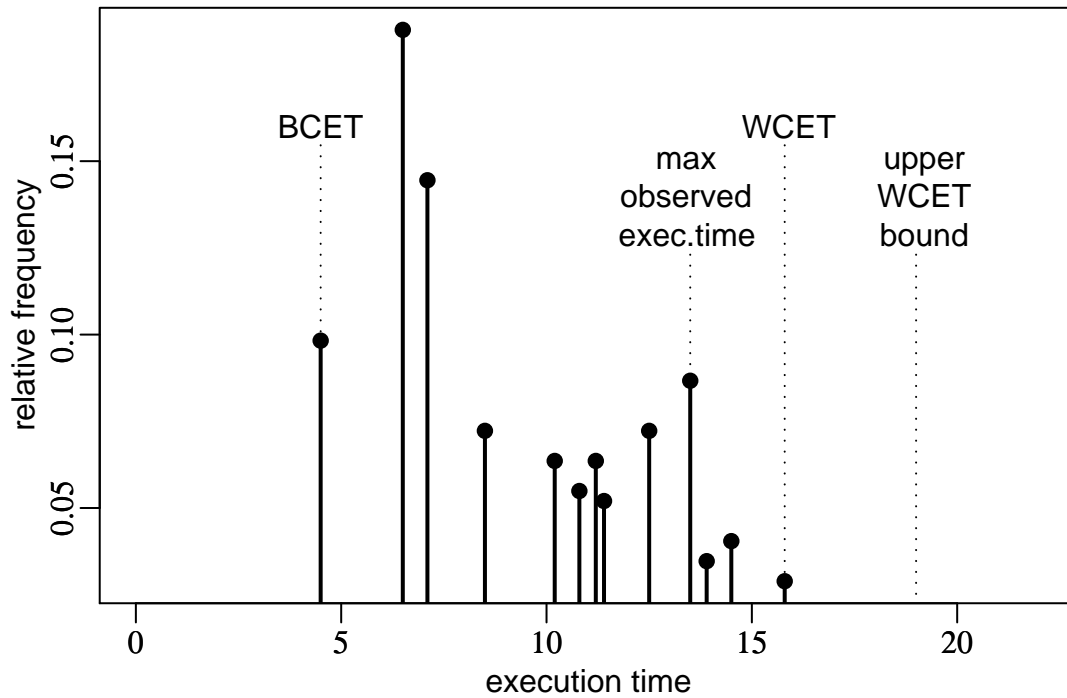 BCET
WCET
max
observed
exec.time
upper
WCET
bound
relative frequency
0.15
0.10
0.05
0
5
10
15
20
execution time